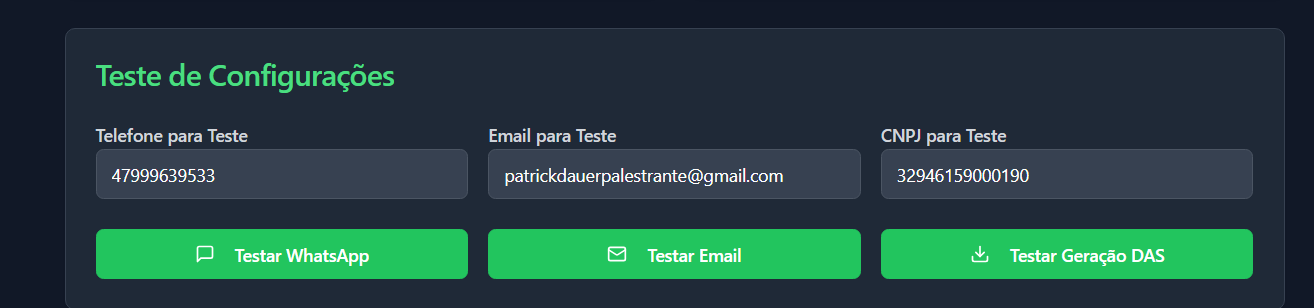 Teste de Configurações
Telefone para Teste
Email para Teste
CNPJ para Teste
47999639533
patrickdauerpalestrante@gmail.com
32946159000190
Testar WhatsApp
Testar Email
Testar Geração DAS